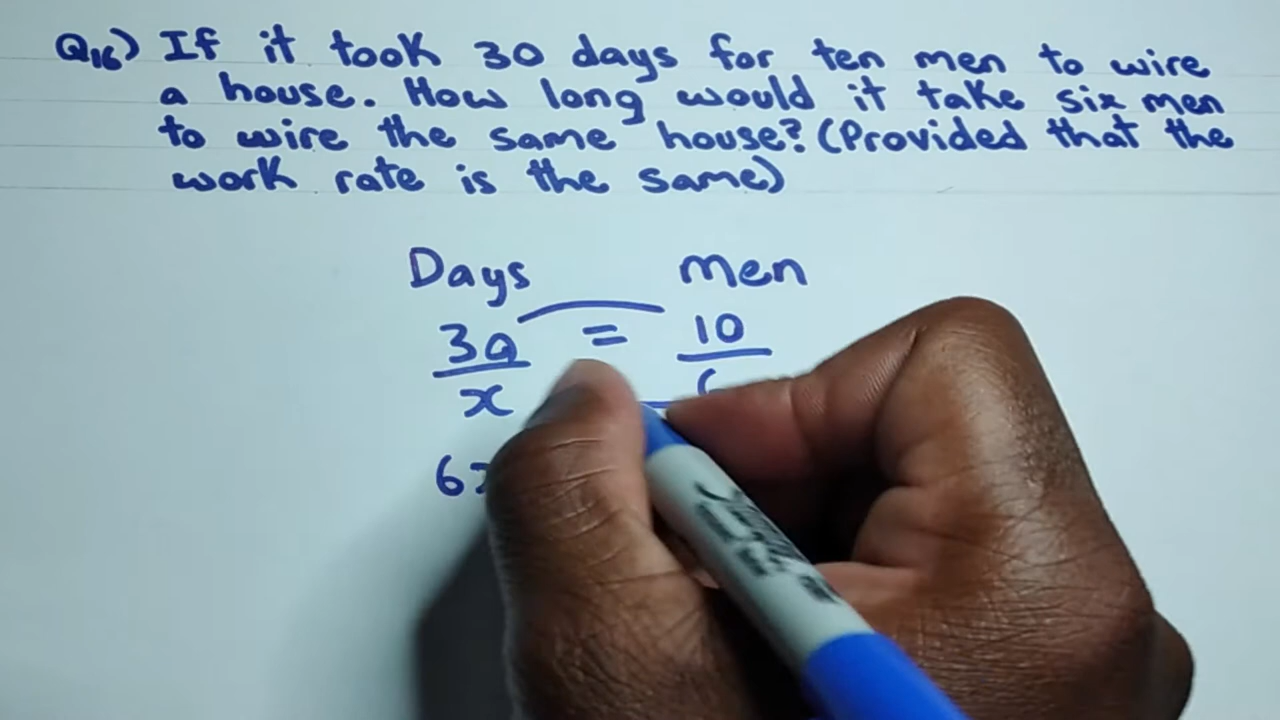 Q16) If it took 30 days for ten men to wire
a house. How long would it take six men
to wire the same house? (Provided that the
work rate is the same)
Days Men
30 = 10
x